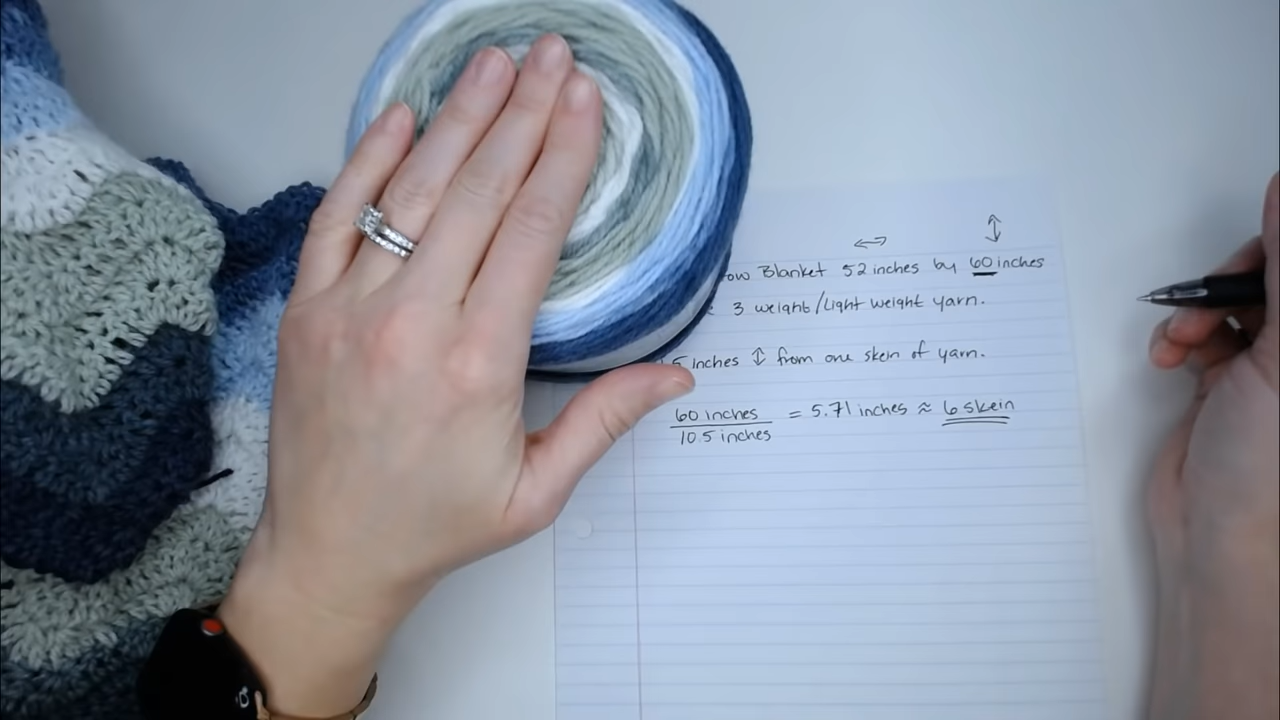 ow Blanket 52 inches by 60 inches
3 weight/Light weight yarn.
5 inches ↕ from one skein of yarn.
60 inches
10.5 inches
= 5.71 inches ≈ 6 skein